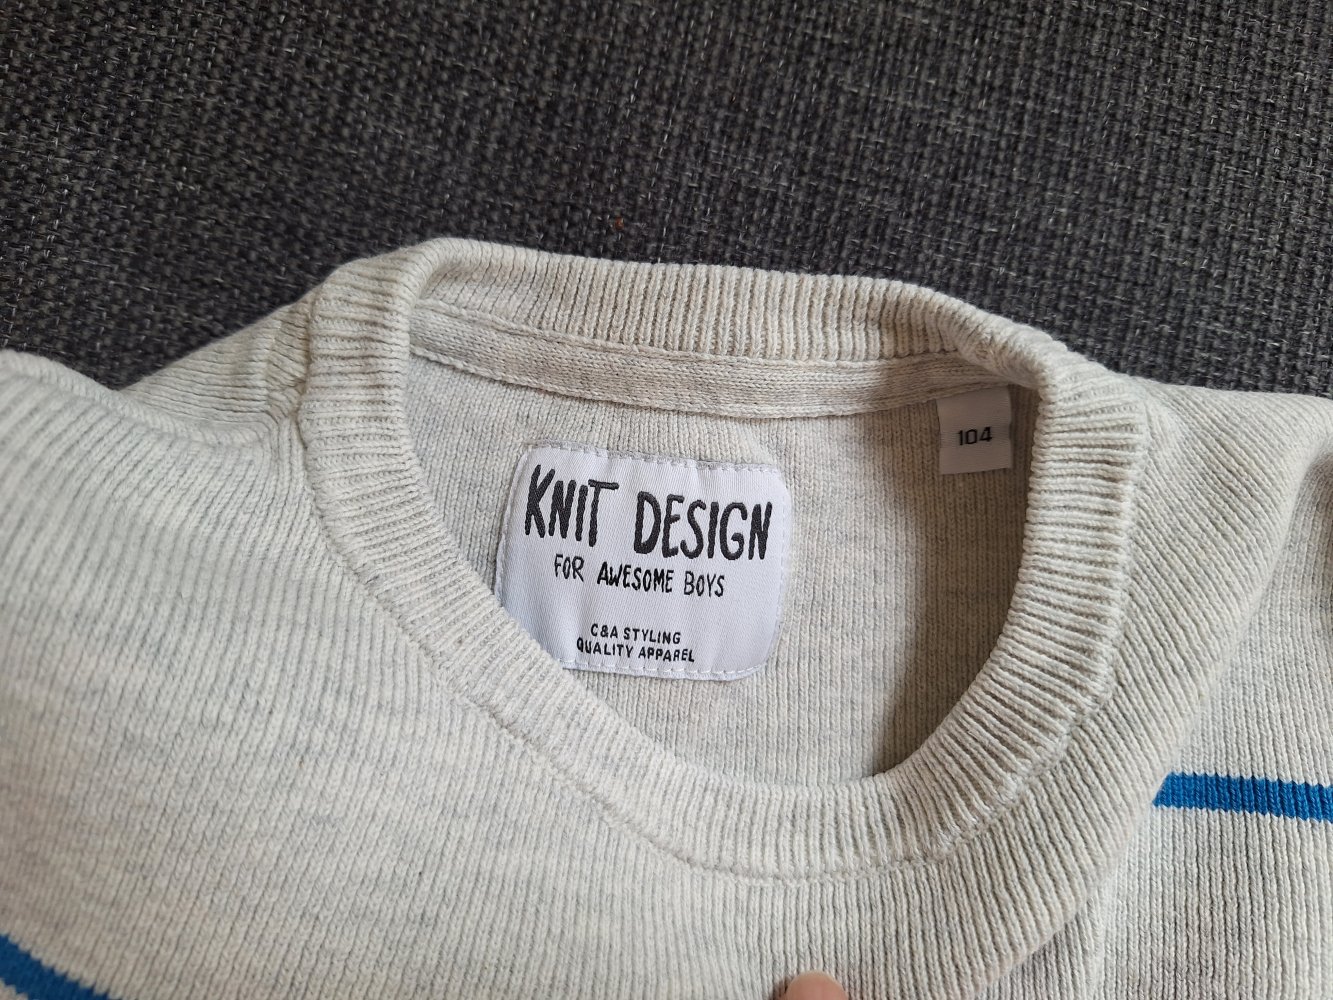 KNIT DESIGN
FOR AWESOME BOYS
C&A STYLING
QUALITY APPAREL
104